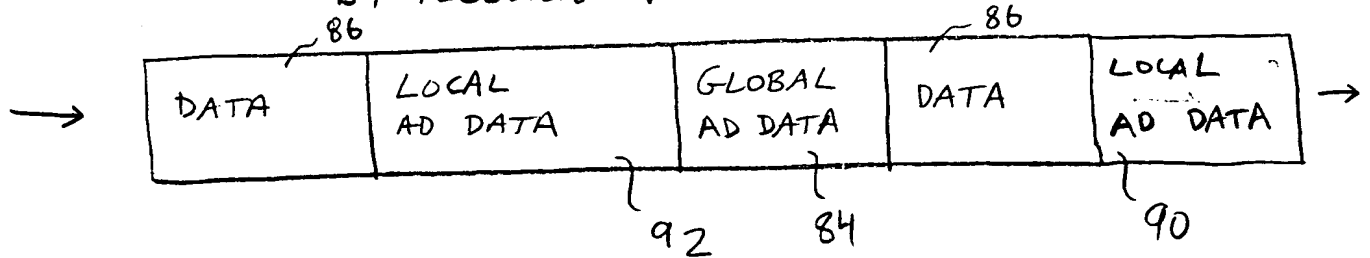 86
86
DATA
LOCAL
AD DATA
GLOBAL
AD DATA
DATA
LOCAL
AD DATA
92
84
90